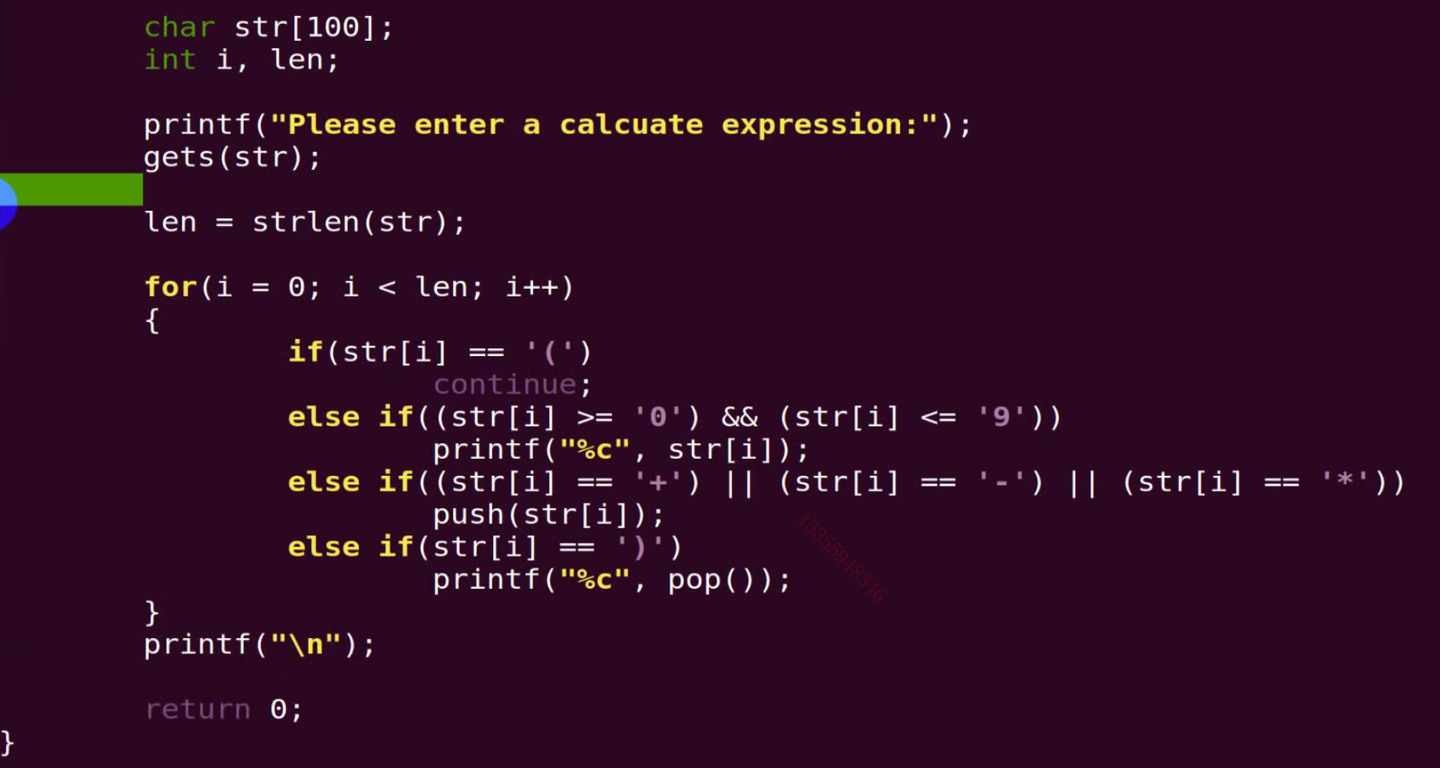 char str[100];
int i, len;
printf("Please enter a calcuate expression:");
gets(str);
len = strlen(str);
for(i = 0; i < len; i++)
{
if(str[i] == '(')
continue;
else if((str[i] >= '0') && (str[i] <= '9'))
printf("%c", str[i]);
else if((str[i] == '+') || (str[i] == '-') || (str[i] == '*'))
push(str[i]);
else if(str[i] == ')')
printf("%c", pop());
}
printf("\n");
return 0;
}
15355948346